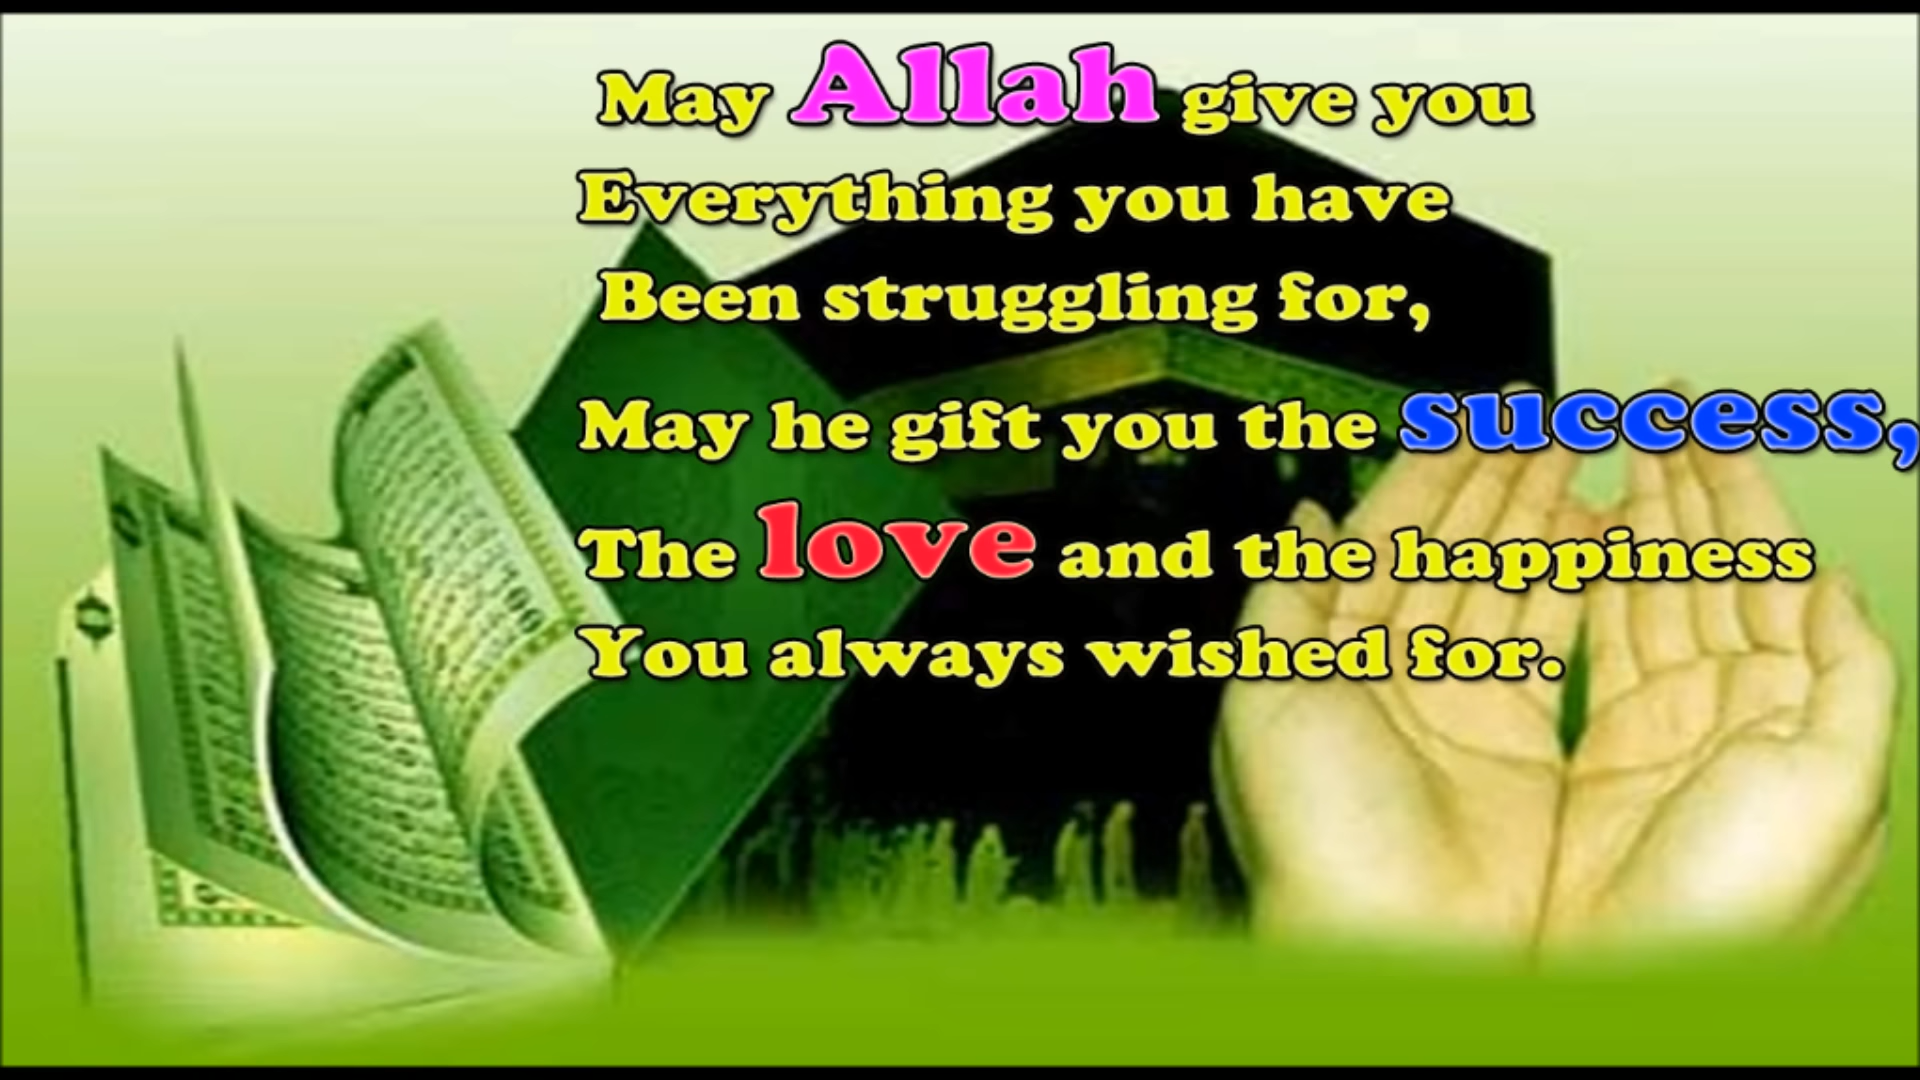 May Allah give you
Everything you have
Been struggling for,
May he gift you the success,
The love and the happiness
You always wished for.